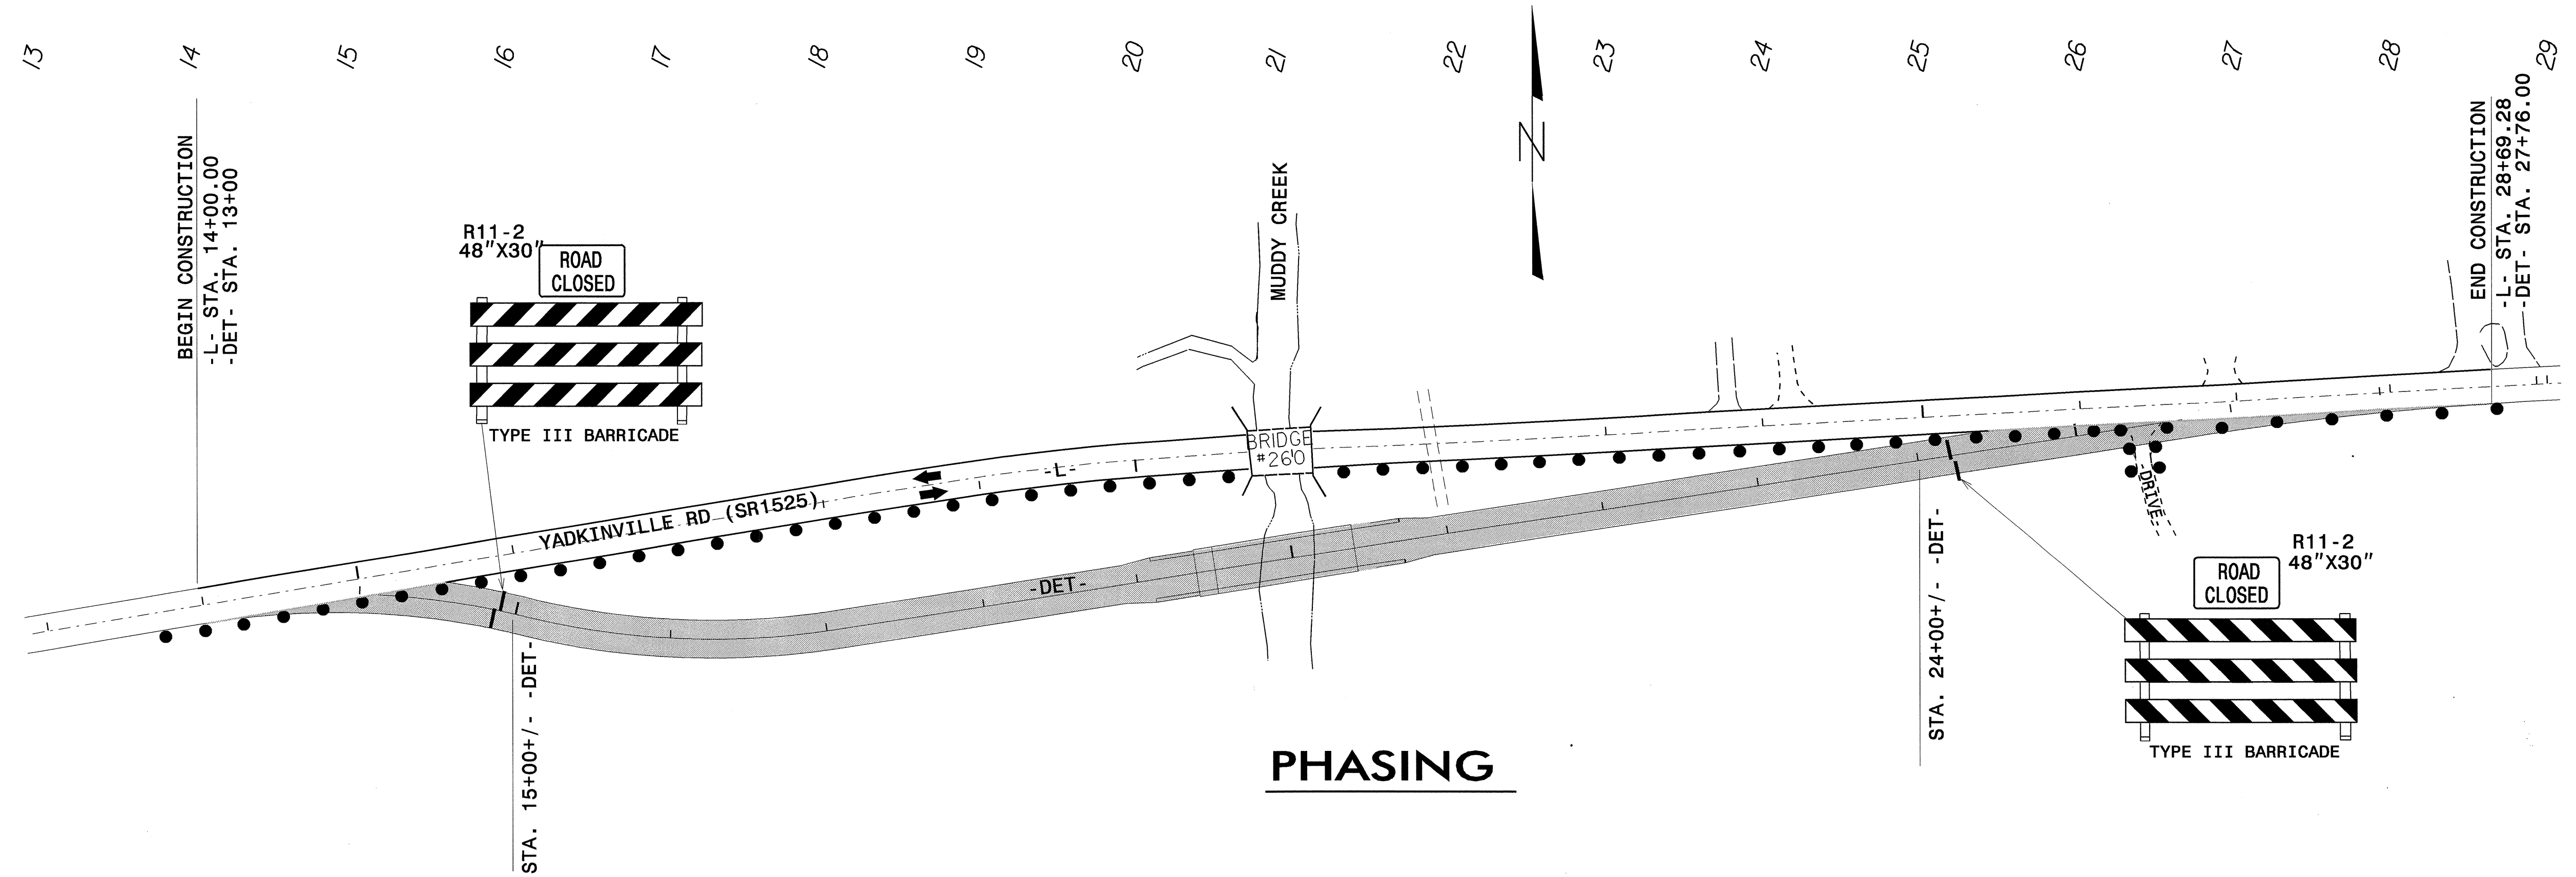 13
14
15
16
17
18
19
20
21
22
23
24
25
26
27
28
29
BEGIN CONSTRUCTION
-L- STA. 14+00.00
-DET- STA. 13+00
R11-2
48"X30"
ROAD
CLOSED
TYPE III BARRICADE
MUDDY CREEK
N
END CONSTRUCTION
-L- STA. 28+69.28
-DET- STA. 27+76.00
BRIDGE
#260
-L-
YADKINVILLE RD (SR1525)
-DET-
DRIVE
STA. 15+00+/- -DET-
STA. 24+00+/- -DET-
R11-2
48"X30"
ROAD
CLOSED
TYPE III BARRICADE
PHASING